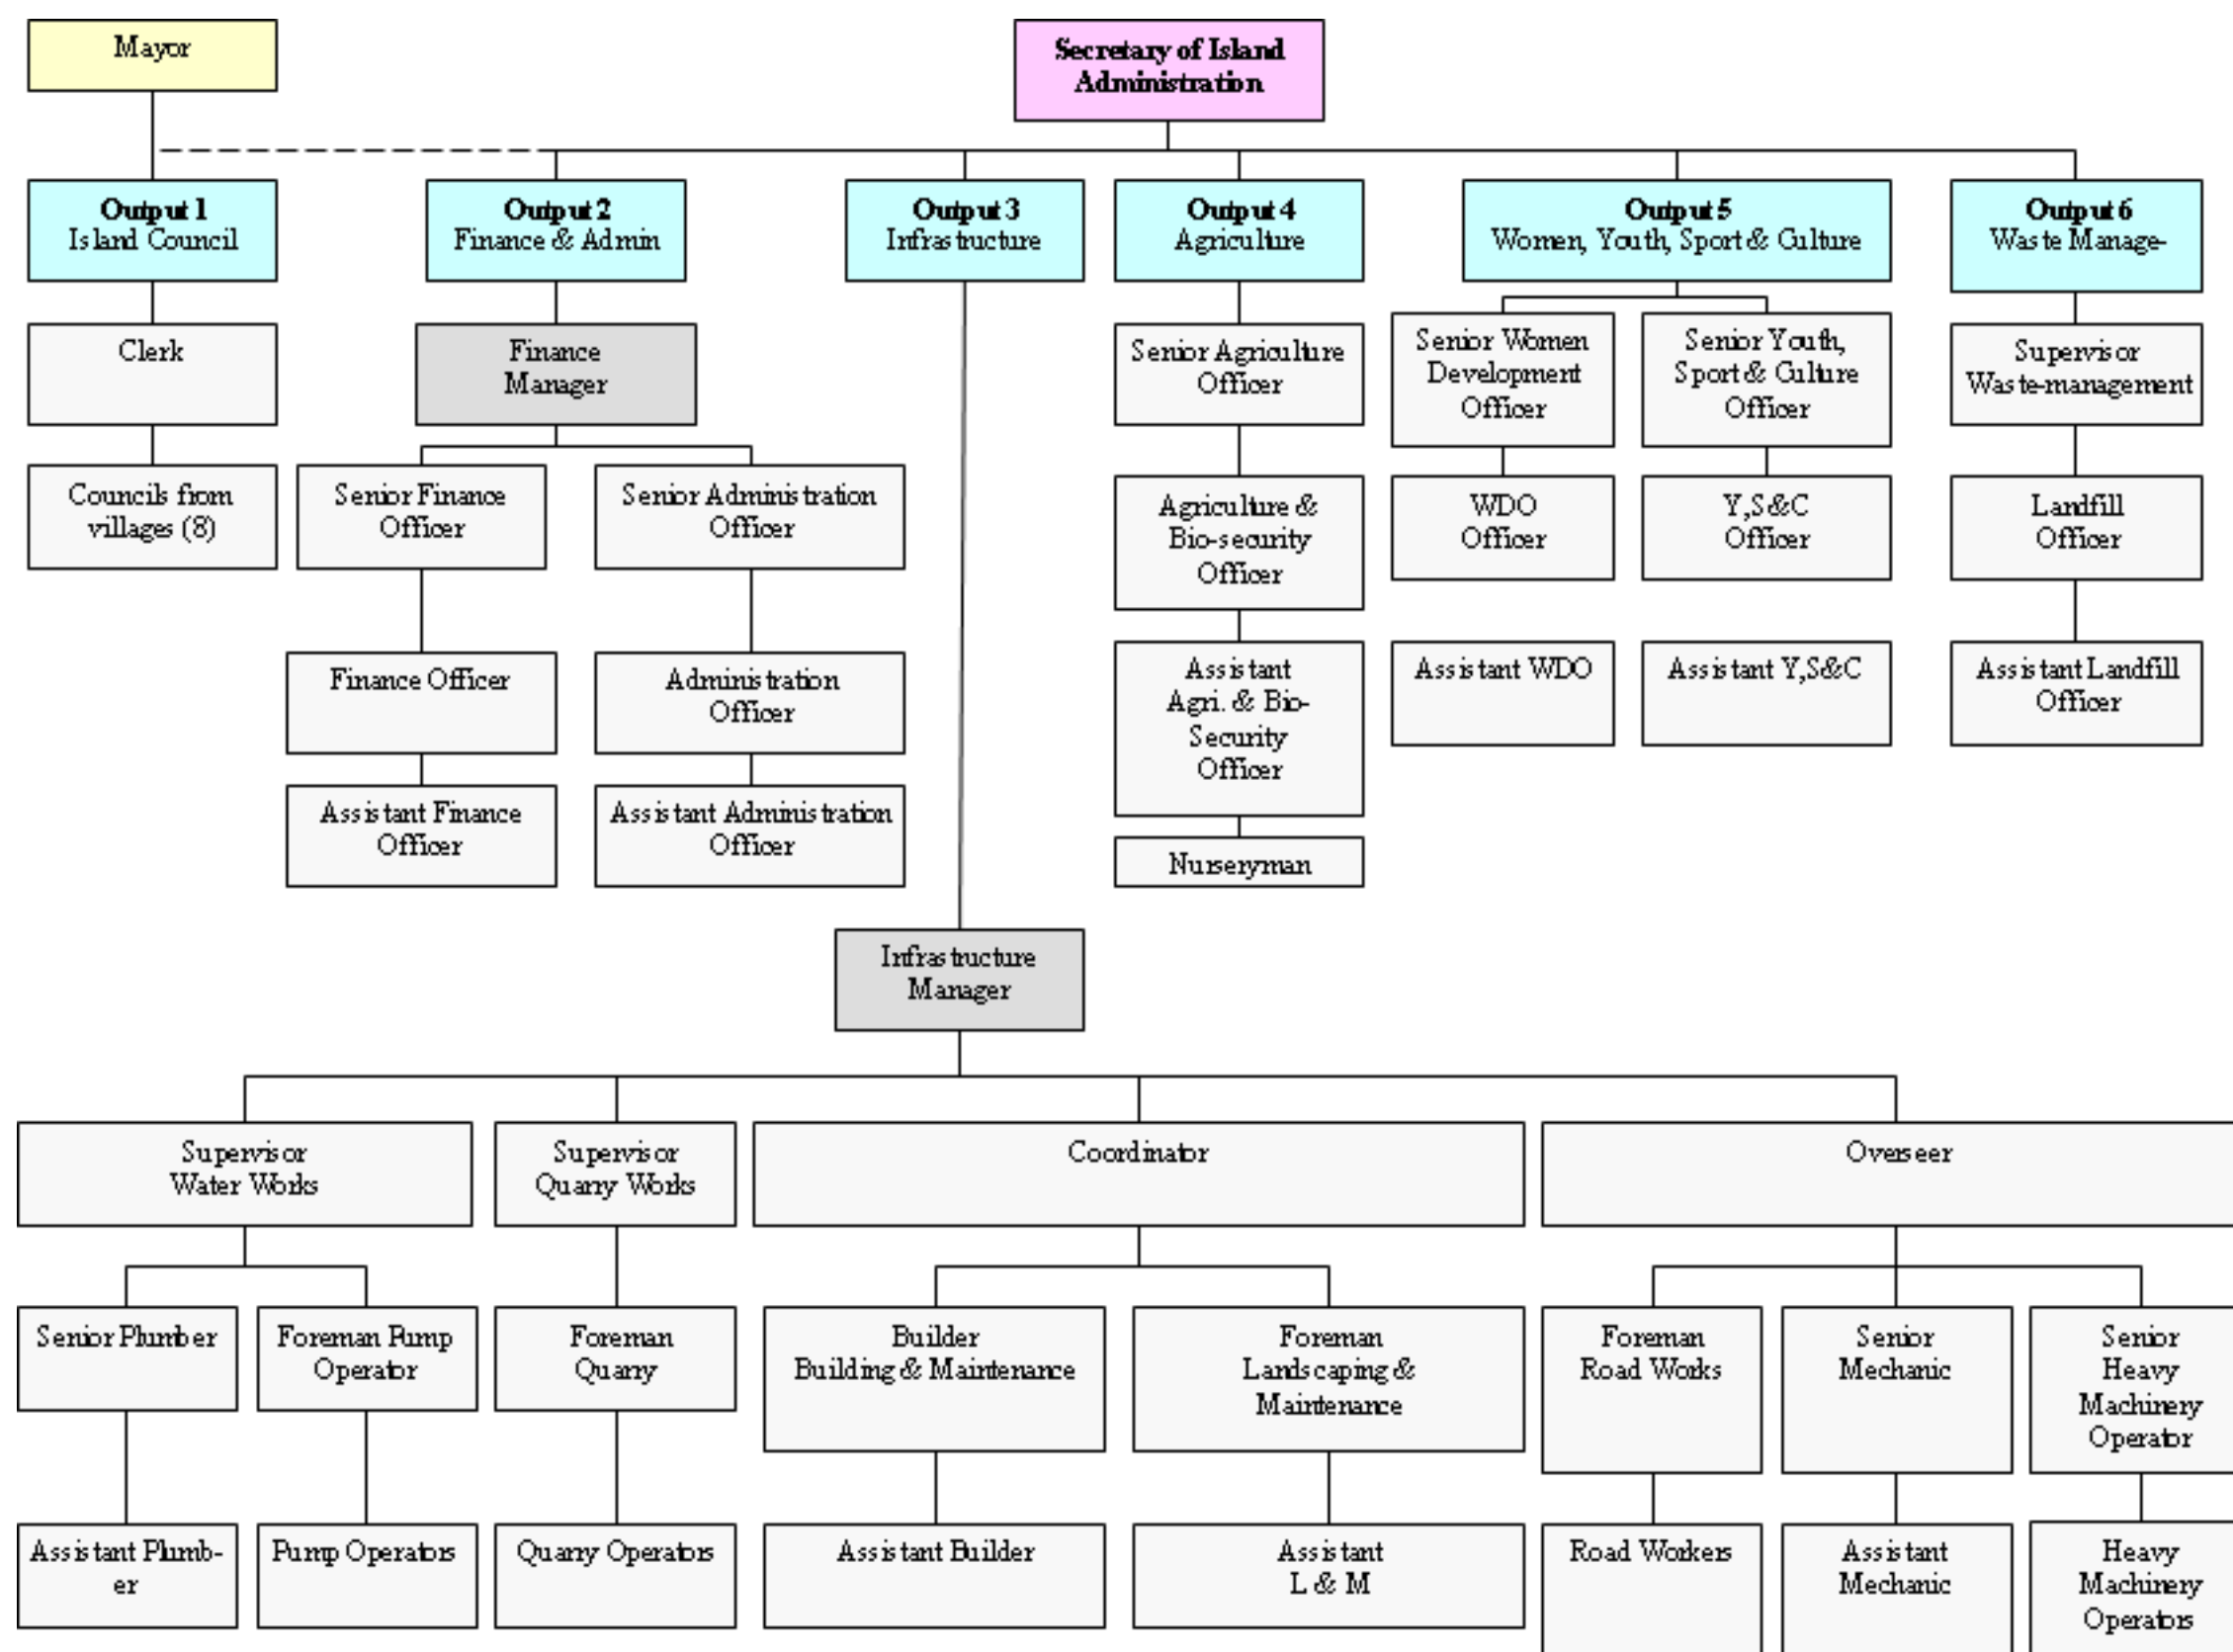 Mayor
Secretary of Island
Administration
Output 1
Island Council
Output 2
Finance & Admin
Output 3
Infrastructure
Output 4
Agriculture
Output 5
Women, Youth, Sport & Culture
Output 6
Waste Manage-
Clerk
Finance
Manager
Senior Agriculture
Officer
Senior Women
Development
Officer
Senior Youth,
Sport & Culture
Officer
Supervisor
Waste-management
Councils from
villages (8)
Senior Finance
Officer
Senior Administration
Officer
Agriculture &
Bio-security
Officer
WDO
Officer
Y,S&C
Officer
Landfill
Officer
Finance Officer
Administration
Officer
Assistant
Agri. & Bio-
Security
Officer
Assistant WDO
Assistant Y,S&C
Assistant Landfill
Officer
Assistant Finance
Officer
Assistant Administration
Officer
Nurseryman
Infrastructure
Manager
Supervisor
Water Works
Supervisor
Quarry Works
Coordinator
Overseer
Senior Plumber
Foreman Pump
Operator
Foreman
Quarry
Builder
Building & Maintenance
Foreman
Landscaping &
Maintenance
Foreman
Road Works
Senior
Mechanic
Senior
Heavy
Machinery
Operator
Assistant Plumb-
er
Pump Operators
Quarry Operators
Assistant Builder
Assistant
L & M
Road Workers
Assistant
Mechanic
Heavy
Machinery
Operators